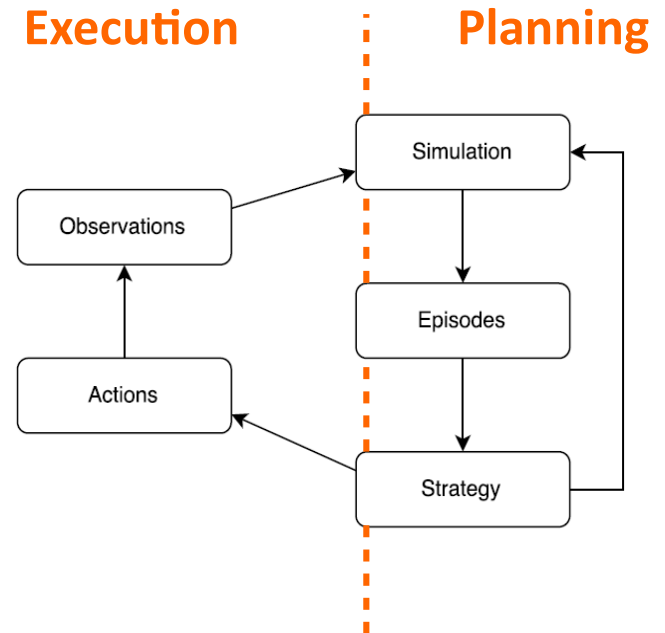 Execution
Planning
Simulation
Observations
Episodes
Actions
Strategy